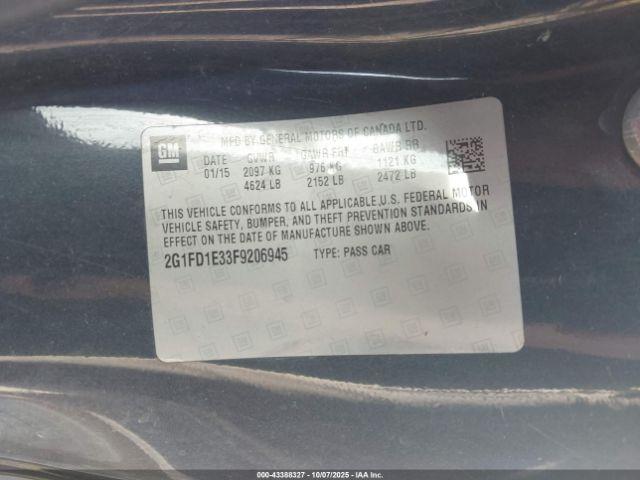 GM
MFD BY GENERAL MOTORS OF CANADA LTD.
DATE GVWR GAWR FRT GAWR RR
01/15 2097 KG 976 KG 1121 KG
4624 LB 2152 LB 2472 LB
THIS VEHICLE CONFORMS TO ALL APPLICABLE U.S. FEDERAL MOTOR
VEHICLE SAFETY, BUMPER, AND THEFT PREVENTION STANDARDS IN
EFFECT ON THE DATE OF MANUFACTURE SHOWN ABOVE.
2G1FD1E33F9206945 TYPE: PASS CAR
000-43388327 - 10/07/2025 - IAAI.COM